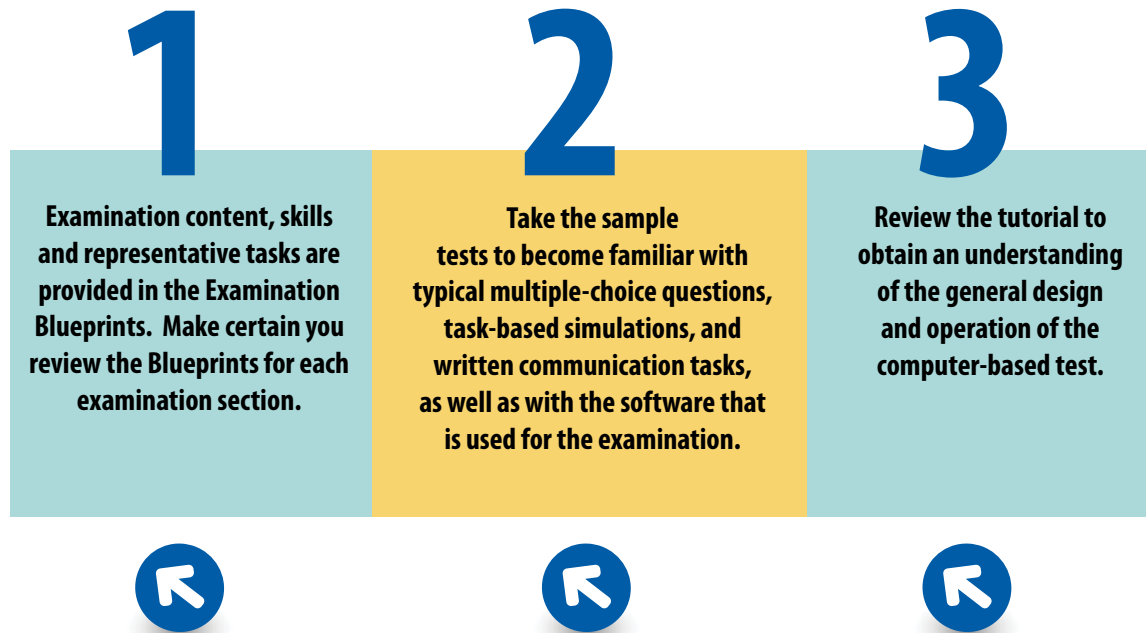 1
Examination content, skills
and representative tasks are
provided in the Examination
Blueprints. Make certain you
review the Blueprints for each
examination section.
2
Take the sample
tests to become familiar with
typical multiple-choice questions,
task-based simulations, and
written communication tasks,
as well as with the software that
is used for the examination.
3
Review the tutorial to
obtain an understanding
of the general design
and operation of the
computer-based test.